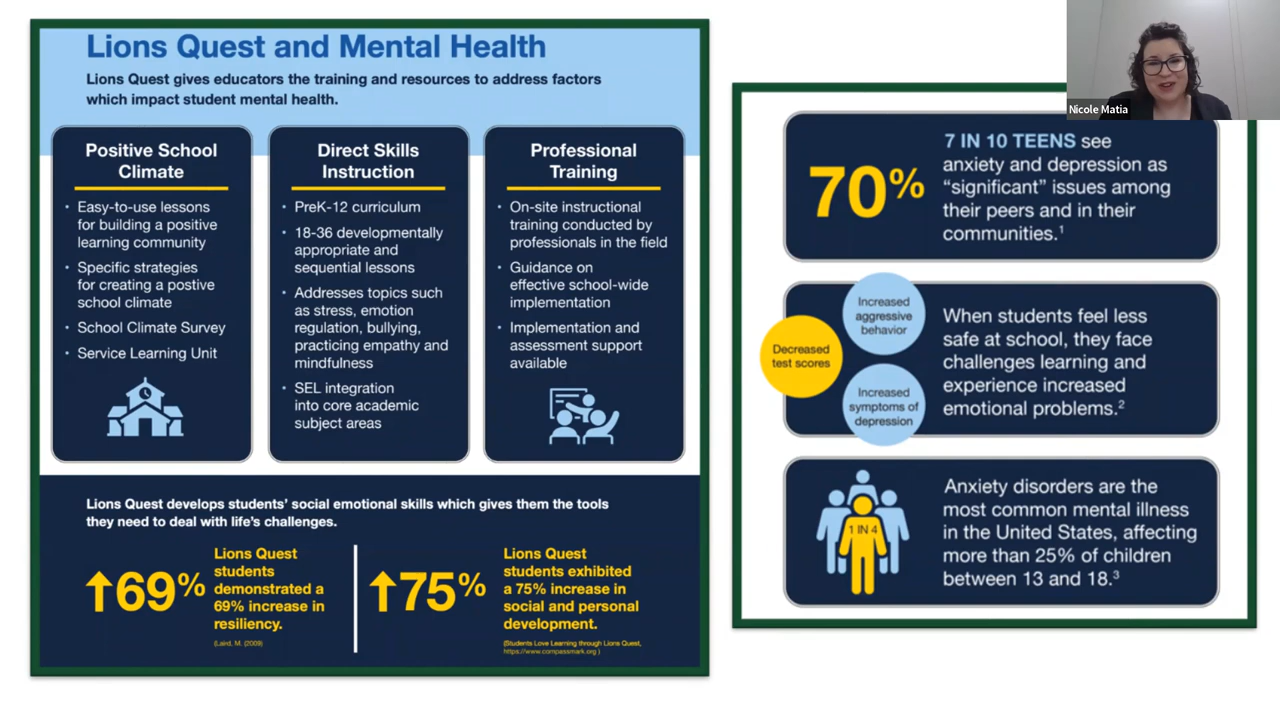 Lions Quest and Mental Health
Lions Quest gives educators the training and resources to address factors
which impact student mental health.
Positive School
Climate
• Easy-to-use lessons
for building a positive
learning community
• Specific strategies
for creating a postive
school climate
• School Climate Survey
• Service Learning Unit
Direct Skills
Instruction
• PreK-12 curriculum
• 18-36 developmentally
appropriate and
sequential lessons
• Addresses topics such
as stress, emotion
regulation, bullying,
practicing empathy and
mindfulness
• SEL integration
into core academic
subject areas
Professional
Training
• On-site instructional
training conducted by
professionals in the field
• Guidance on
effective school-wide
implementation
• Implementation and
assessment support
available
Lions Quest develops students’ social emotional skills which gives them the tools
they need to deal with life’s challenges.
69%
Lions Quest
students
demonstrated a
69% increase in
resiliency.
(Laird, M. (2009)
75%
Lions Quest
students exhibited
a 75% increase in
social and personal
development.
(Students Love Learning through Lions Quest,
https://www.compassmark.org )
Nicole Matia
70%
7 IN 10 TEENS see
anxiety and depression as
“significant” issues among
their peers and in their
communities.1
Decreased
test scores
Increased
aggressive
behavior
Increased
symptoms of
depression
When students feel less
safe at school, they face
challenges learning and
experience increased
emotional problems.2
1 IN 4
Anxiety disorders are the
most common mental illness
in the United States, affecting
more than 25% of children
between 13 and 18.3